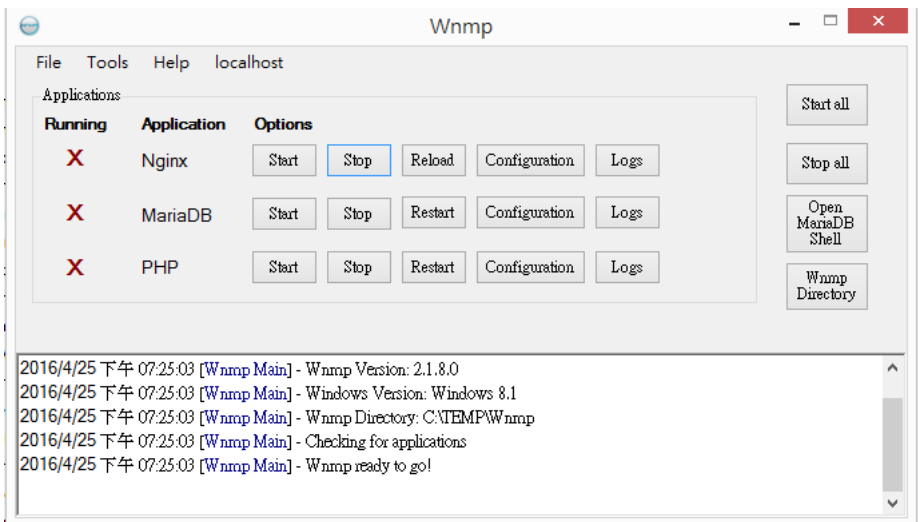 Wnmp
File Tools Help localhost
Applications
Running Application Options
X Nginx Start Stop Reload Configuration Logs
X MariaDB Start Stop Restart Configuration Logs
X PHP Start Stop Restart Configuration Logs
Start all
Stop all
Open
MariaDB
Shell
Wnmp
Directory
2016/4/25 下午 07:25:03 [Wnmp Main] - Wnmp Version: 2.1.8.0
2016/4/25 下午 07:25:03 [Wnmp Main] - Windows Version: Windows 8.1
2016/4/25 下午 07:25:03 [Wnmp Main] - Wnmp Directory: C:\TEMP\Wnmp
2016/4/25 下午 07:25:03 [Wnmp Main] - Checking for applications
2016/4/25 下午 07:25:03 [Wnmp Main] - Wnmp ready to go!